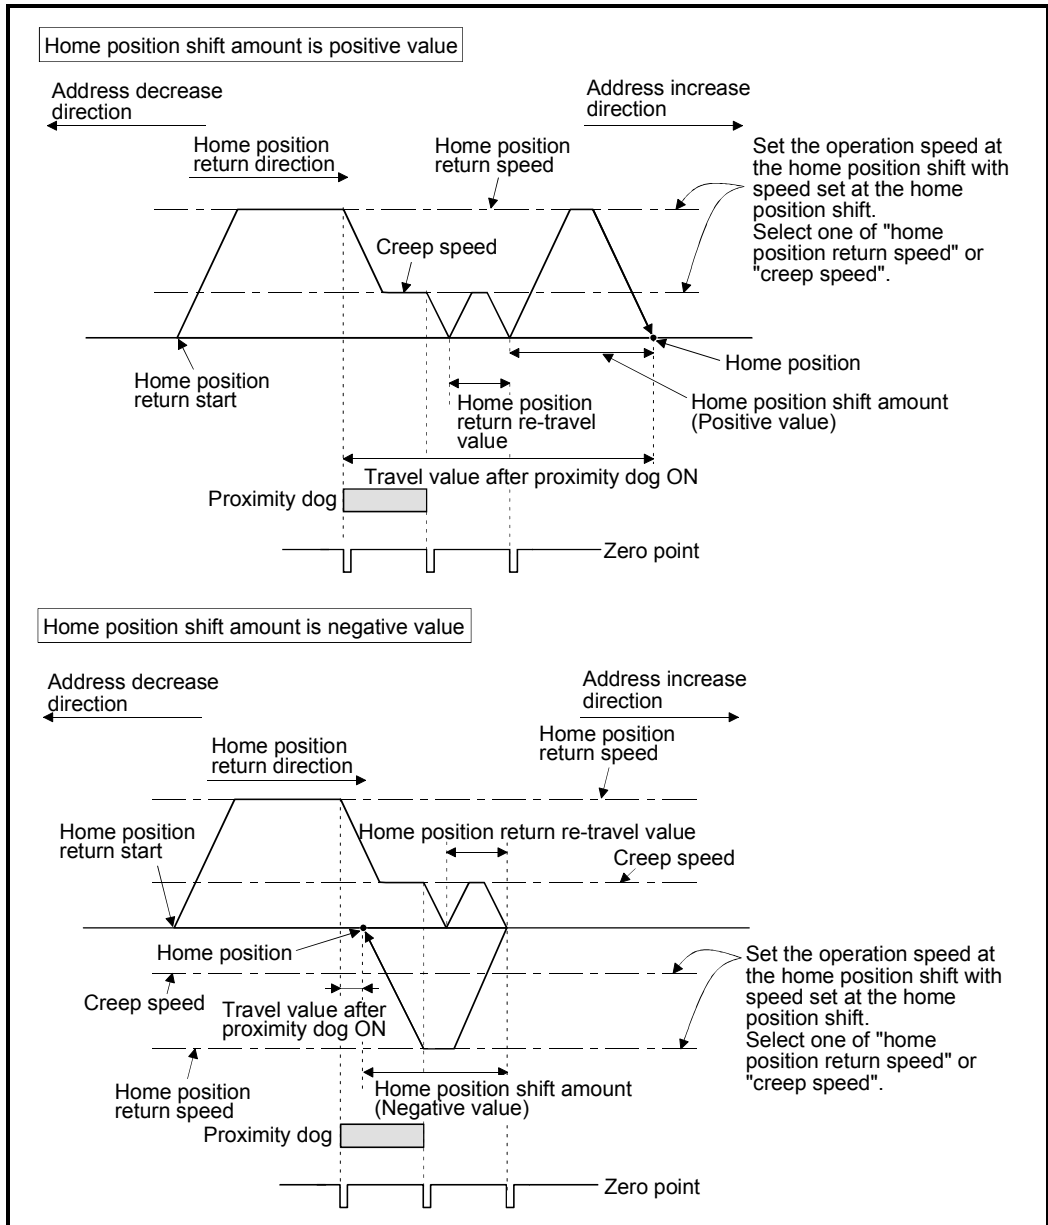 Home position shift amount is positive value
Address decrease
direction
Address increase
direction
Home position
return direction
Home position
return speed
Set the operation speed at
the home position shift with
speed set at the home
position shift.
Select one of "home
position return speed" or
"creep speed".
Creep speed
Home position
return start
Home position
Home position
return re-travel
value
Home position shift amount
(Positive value)
Travel value after proximity dog ON
Proximity dog
Zero point
Home position shift amount is negative value
Address decrease
direction
Address increase
direction
Home position
return direction
Home position
return speed
Home position
return start
Home position return re-travel value
Creep speed
Home position
Creep speed
Travel value after
proximity dog ON
Set the operation speed at
the home position shift with
speed set at the home
position shift.
Select one of "home
position return speed" or
"creep speed".
Home position
return speed
Home position shift amount
(Negative value)
Proximity dog
Zero point